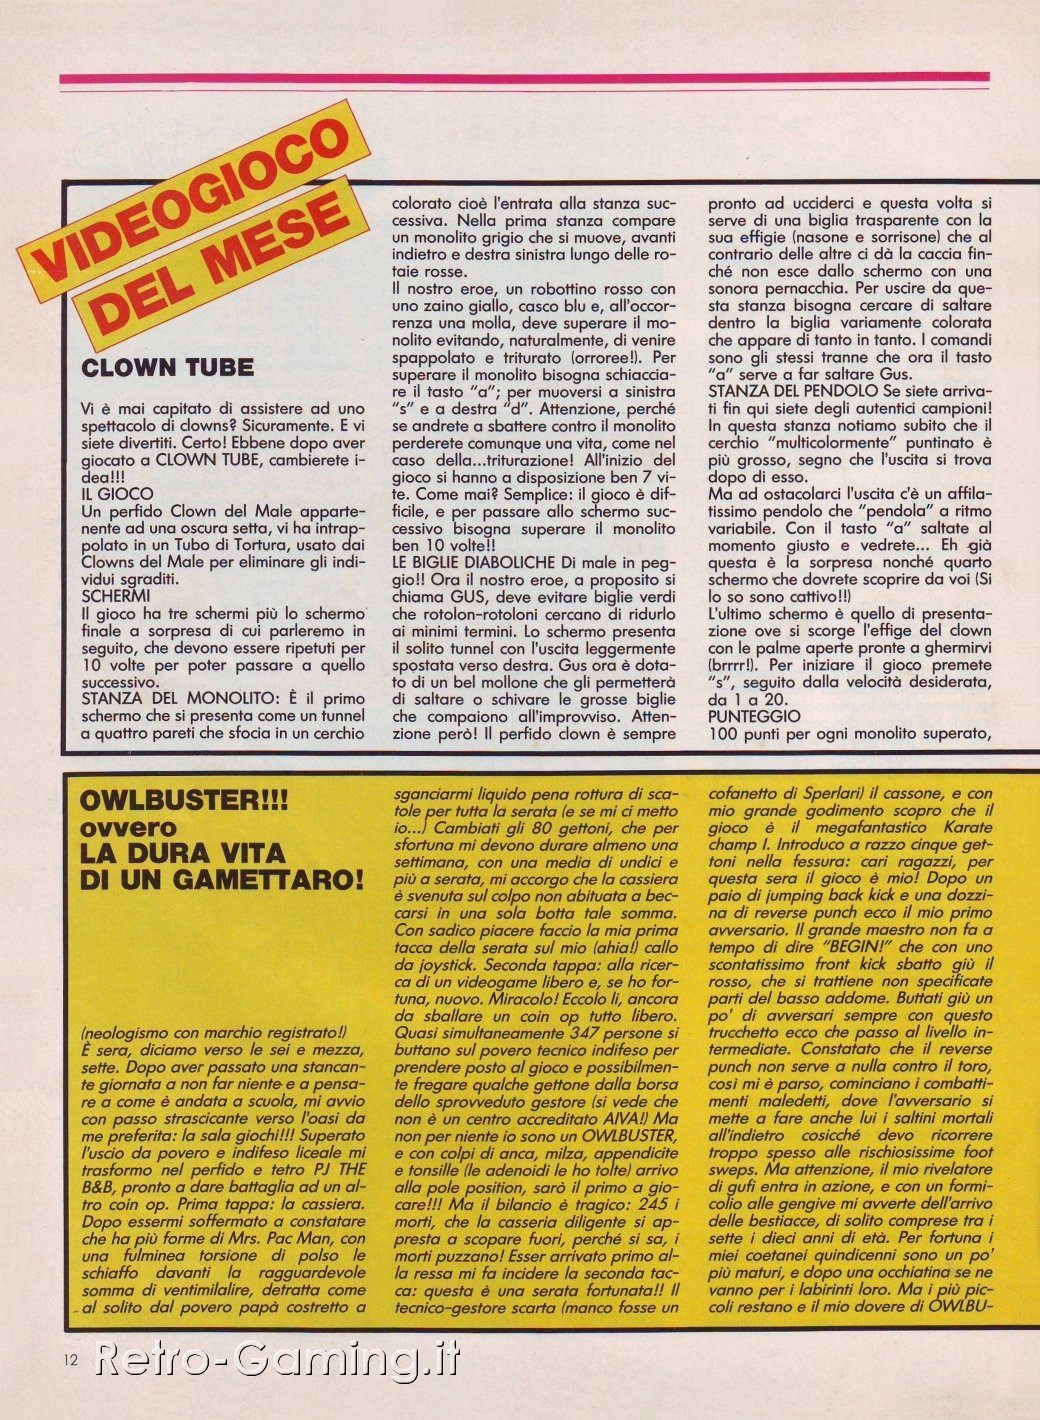 VIDEOGIOCO
DEL MESE
CLOWN TUBE
Vi è mai capitato di assistere ad uno
spettacolo di clowns? Sicuramente. E vi
siete divertiti. Certo! Ebbene dopo aver
giocato a CLOWN TUBE, cambierete i-
dea!!!
IL GIOCO
Un perfido Clown del Male apparte-
nente ad una oscura setta, vi ha intrap-
polato in un Tubo di Tortura, usato dai
Clowns del Male per eliminare gli indi-
vidui sgraditi.
SCHERMI
Il gioco ha tre schermi più lo schermo
finale a sorpresa di cui parleremo in
seguito, che devono essere ripetuti per
10 volte per poter passare a quello
successivo.
STANZA DEL MONOLITO: È il primo
schermo che si presenta come un tunnel
a quattro pareti che sfocia in un cerchio
colorato cioè l'entrata alla stanza suc-
cessiva. Nella prima stanza compare
un monolito grigio che si muove, avanti
indietro e destra sinistra lungo delle ro-
taie rosse.
Il nostro eroe, un robottino rosso con
uno zaino giallo, casco blu e, all'occor-
renza una molla, deve superare il mo-
nolito evitando, naturalmente, di venire
spappolato e triturato (orroree!). Per
superare il monolito bisogna schiaccia-
re il tasto "a"; per muoversi a sinistra
"s" e a destra "d". Attenzione, perché
se andrete a sbattere contro il monolito
perderete comunque una vita, come nel
caso della...triturazione! All'inizio del
gioco si hanno a disposizione ben 7 vi-
te. Come mai? Semplice: il gioco è dif-
ficile, e per passare allo schermo suc-
cessivo bisogna superare il monolito
ben 10 volte!!
LE BIGLIE DIABOLICHE Di male in peg-
gio!! Ora il nostro eroe, a proposito si
chiama GUS, deve evitare biglie verdi
che rotolon-rotoloni cercano di ridurlo
ai minimi termini. Lo schermo presenta
il solito tunnel con l'uscita leggermente
spostata verso destra. Gus ora è dota-
to di un bel mollone che gli permetterà
di saltare o schivare le grosse biglie
che compaiono all'improvviso. Atten-
zione però! Il perfido clown è sempre
pronto ad ucciderci e questa volta si
serve di una biglia trasparente con la
sua effigie (nasone e sorrisone) che al
contrario delle altre ci dà la caccia fin-
ché non esce dallo schermo con una
sonora pernacchia. Per uscire da que-
sta stanza bisogna cercare di saltare
dentro la biglia variamente colorata
che appare di tanto in tanto. I comandi
sono gli stessi tranne che ora il tasto
"a" serve a far saltare Gus.
STANZA DEL PENDOLO Se siete arriva-
ti fin qui siete degli autentici campioni!
In questa stanza notiamo subito che il
cerchio "multicolormente" puntinato è
più grosso, segno che l'uscita si trova
dopo di esso.
Ma ad ostacolarci l'uscita c'è un affila-
tissimo pendolo che "pendola" a ritmo
variabile. Con il tasto "a" saltate al
momento giusto e vedrete... Eh già
questa è la sorpresa nonché quarto
schermo che dovrete scoprire da voi (Si
lo so sono cattivo!!)
L'ultimo schermo è quello di presenta-
zione ove si scorge l'effige del clown
con le palme aperte pronte a ghermirvi
(brrrr!). Per iniziare il gioco premete
"s", seguito dalla velocità desiderata,
da 1 a 20.
PUNTEGGIO
100 punti per ogni monolito superato,
OWLBUSTER!!!
ovvero
LA DURA VITA
DI UN GAMETTARO!
(neologismo con marchio registrato!)
È sera, diciamo verso le sei e mezza,
sette. Dopo aver passato una stancan-
te giornata a non far niente e a pensa-
re a come è andata a scuola, mi avvio
con passo strascicante verso l'oasi da
me preferita: la sala giochi!!! Superato
l'uscio da povero e indifeso liceale mi
trasformo nel perfido e tetro PJ THE
B&B, pronto a dare battaglia ad un al-
tro coin op. Prima tappa: la cassiera.
Dopo essermi soffermato a constatare
che ha più forme di Mrs. Pac Man, con
una fulminea torsione di polso le
schiaffo davanti la ragguardevole
somma di ventimilalire, detratta come
al solito dal povero papà costretto a
sganciarmi liquido pena rottura di sca-
tole per tutta la serata (e se mi ci metto
io...) Cambiati gli 80 gettoni, che per
sfortuna mi devono durare almeno una
settimana, con una media di undici e
più a serata, mi accorgo che la cassiera
è svenuta sul colpo non abituata a bec-
carsi in una sola botta tale somma.
Con sadico piacere faccio la mia prima
tacca della serata sul mio (ahia!) callo
da joystick. Seconda tappa: alla ricer-
ca di un videogame libero e, se ho for-
tuna, nuovo. Miracolo! Eccolo lì, ancora
da sballare un coin op tutto libero.
Quasi simultaneamente 347 persone si
buttano sul povero tecnico indifeso per
prendere posto al gioco e possibilmen-
te fregare qualche gettone dalla borsa
dello sprovveduto gestore (si vede che
non è un centro accreditato AIVA!) Ma
non per niente io sono un OWLBUSTER,
e con colpi di anca, milza, appendicite
e tonsille (le adenoidi le ho tolte) arrivo
alla pole position, sarò il primo a gio-
care!!! Ma il bilancio è tragico: 245 i
morti, che la casseria diligente si ap-
presta a scopare fuori, perché si sa, i
morti puzzano! Esser arrivato primo al-
la ressa mi fa incidere la seconda tac-
ca: questa è una serata fortunata!! Il
tecnico-gestore scarta (manco fosse un
cofanetto di Sperlari) il cassone, e con
mio grande godimento scopro che il
gioco è il megafantastico Karate
champ I. Introduco a razzo cinque get-
toni nella fessura: cari ragazzi, per
questa sera il gioco è mio! Dopo un
paio di jumping back kick e una dozzi-
na di reverse punch ecco il mio primo
avversario. Il grande maestro non fa a
tempo di dire "BEGIN!" che con uno
scontatissimo front kick sbatto giù il
rosso, che si trattiene non specificate
parti del basso addome. Buttati giù un
po' di avversari sempre con questo
trucchetto ecco che passo al livello in-
termediate. Constatato che il reverse
punch non serve a nulla contro il toro,
così mi è parso, cominciano i combatti-
menti maledetti, dove l'avversario si
mette a fare anche lui i saltini mortali
all'indietro cosicché devo ricorrere
troppo spesso alle rischiosissime foot
sweps. Ma attenzione, il mio rivelatore
di gufi entra in azione, e con un formi-
colio alle gengive mi avverte dell'arrivo
delle bestiacce, di solito comprese tra i
sette i dieci anni di età. Per fortuna i
miei coetanei quindicenni sono un po'
più maturi, e dopo una occhiatina se ne
vanno per i labirinti loro. Ma i più pic-
coli restano e il mio dovere di OWLBU-
12
Retro-Gaming.it